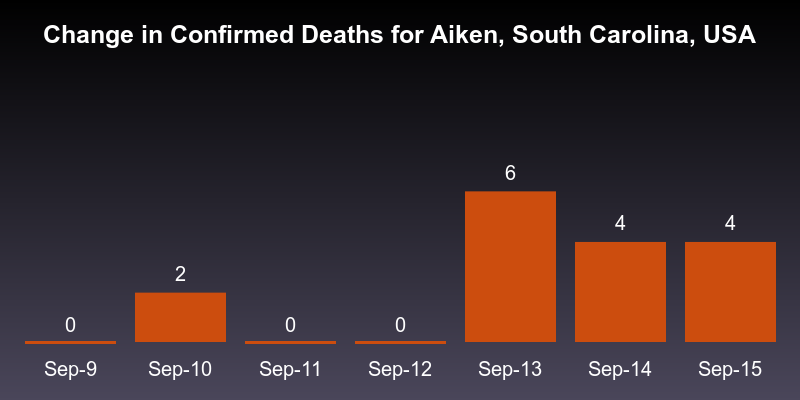 Change in Confirmed Deaths for Aiken, South Carolina, USA
6
4 4
2
0 0 0
Sep-9 Sep-10 Sep-11 Sep-12 Sep-13 Sep-14 Sep-15